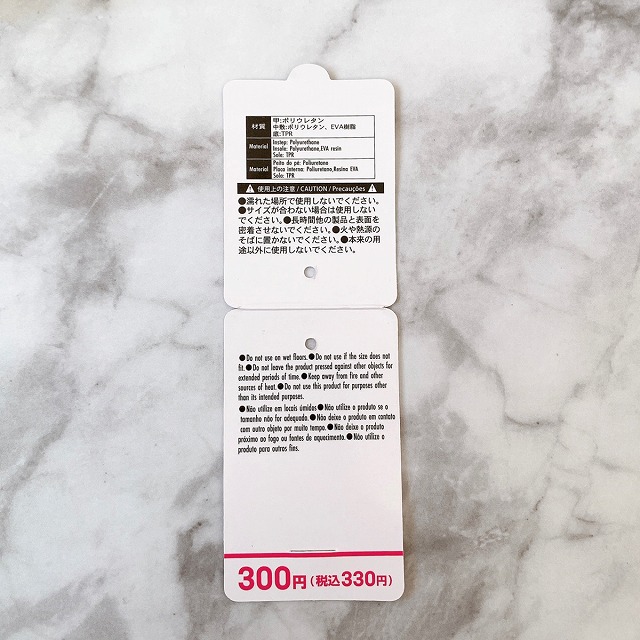 材質
甲:ポリウレタン
中敷:ポリウレタン、EVA樹脂
底:TPR
Material
Instep: Polyurethane
Insole: Polyurethane,EVA resin
Sole: TPR
Material
Peito do pé: Poliuretano
Placa interna: Poliuretano,Resina EVA
Sola: TPR
使用上の注意 / CAUTION / Precauções
●濡れた場所で使用しないでください。
●サイズが合わない場合は使用しない
でください。●長時間他の製品と表面を
密着させないでください。●火や熱源の
そばに置かないでください。●本来の用
途以外に使用しないでください。
●Do not use on wet floors. ●Do not use if the size does not
fit. ●Do not leave the product pressed against other objects for
extended periods of time. ●Keep away from fire and other
sources of heat. ●Do not use this product for purposes other
than its intended purposes.
●Não utilize em locais úmidos ●Não utilize o produto se o
tamanho não for adequado. ●Não deixe o produto em contato
com outro objeto por muito tempo. ●Não deixe o produto
próximo ao fogo ou fontes de aquecimento. ●Não utilize o
produto para outros fins.
300円(税込330円)